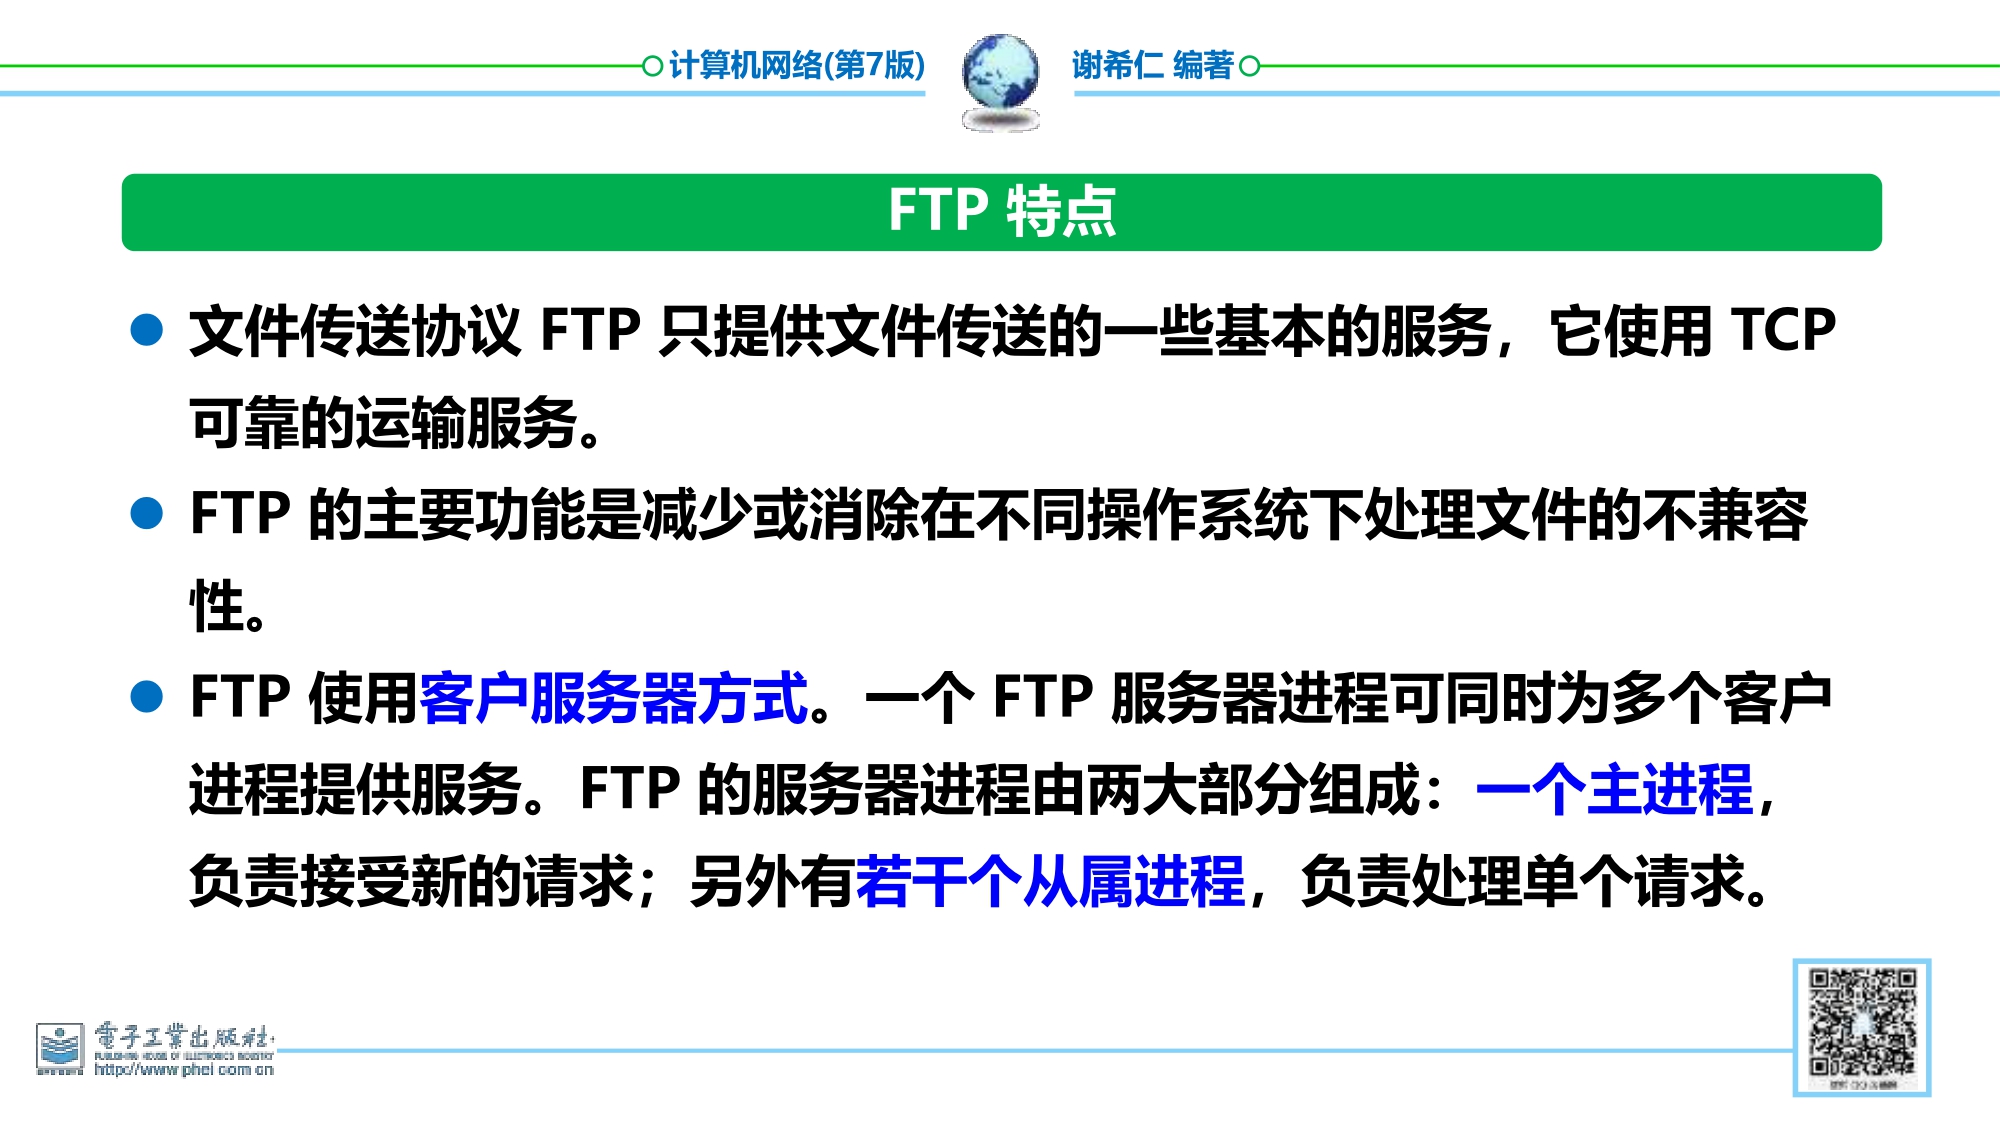 计算机网络(第7版)
谢希仁 编著
FTP 特点
文件传送协议 FTP 只提供文件传送的一些基本的服务，它使用 TCP
可靠的运输服务。
FTP 的主要功能是减少或消除在不同操作系统下处理文件的不兼容
性。
FTP 使用客户服务器方式。一个 FTP 服务器进程可同时为多个客户
进程提供服务。FTP 的服务器进程由两大部分组成：一个主进程，
负责接受新的请求；另外有若干个从属进程，负责处理单个请求。
電子工業出版社
PUBLISHING HOUSE OF ELECTRONICS INDUSTRY
http://www.phei.com.cn